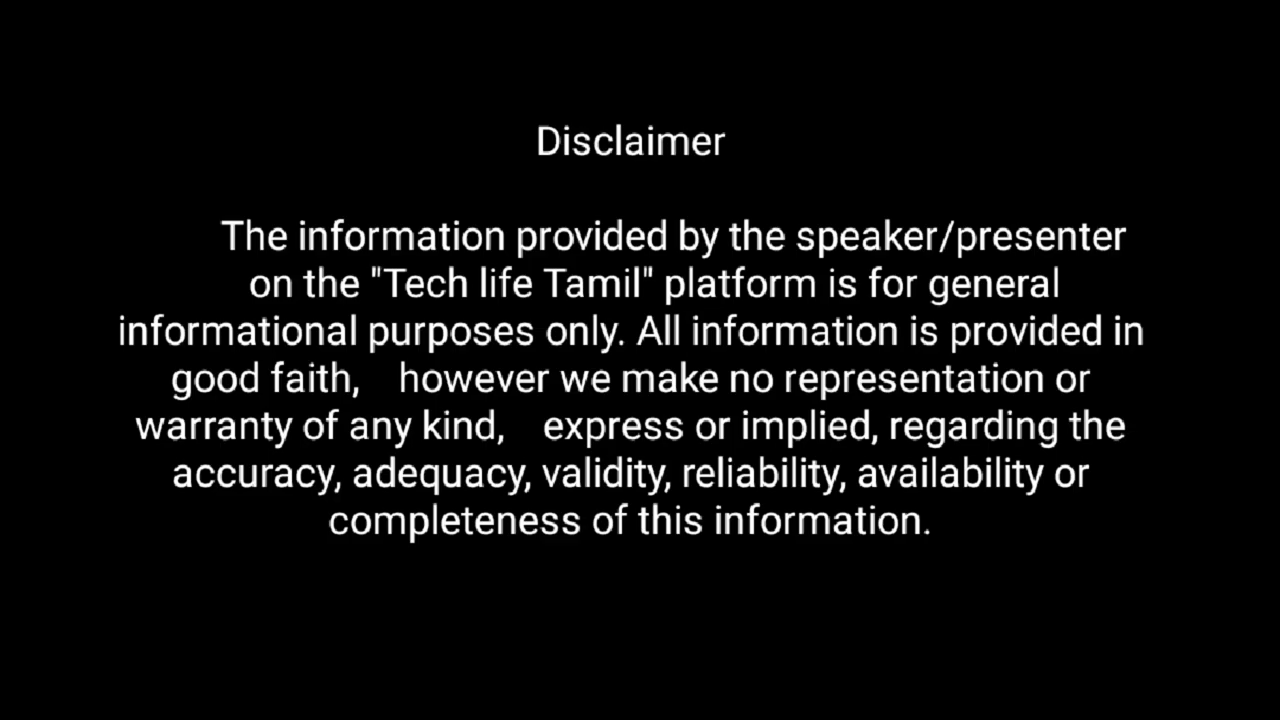 Disclaimer
The information provided by the speaker/presenter
on the "Tech life Tamil" platform is for general
informational purposes only. All information is provided in
good faith, however we make no representation or
warranty of any kind, express or implied, regarding the
accuracy, adequacy, validity, reliability, availability or
completeness of this information.